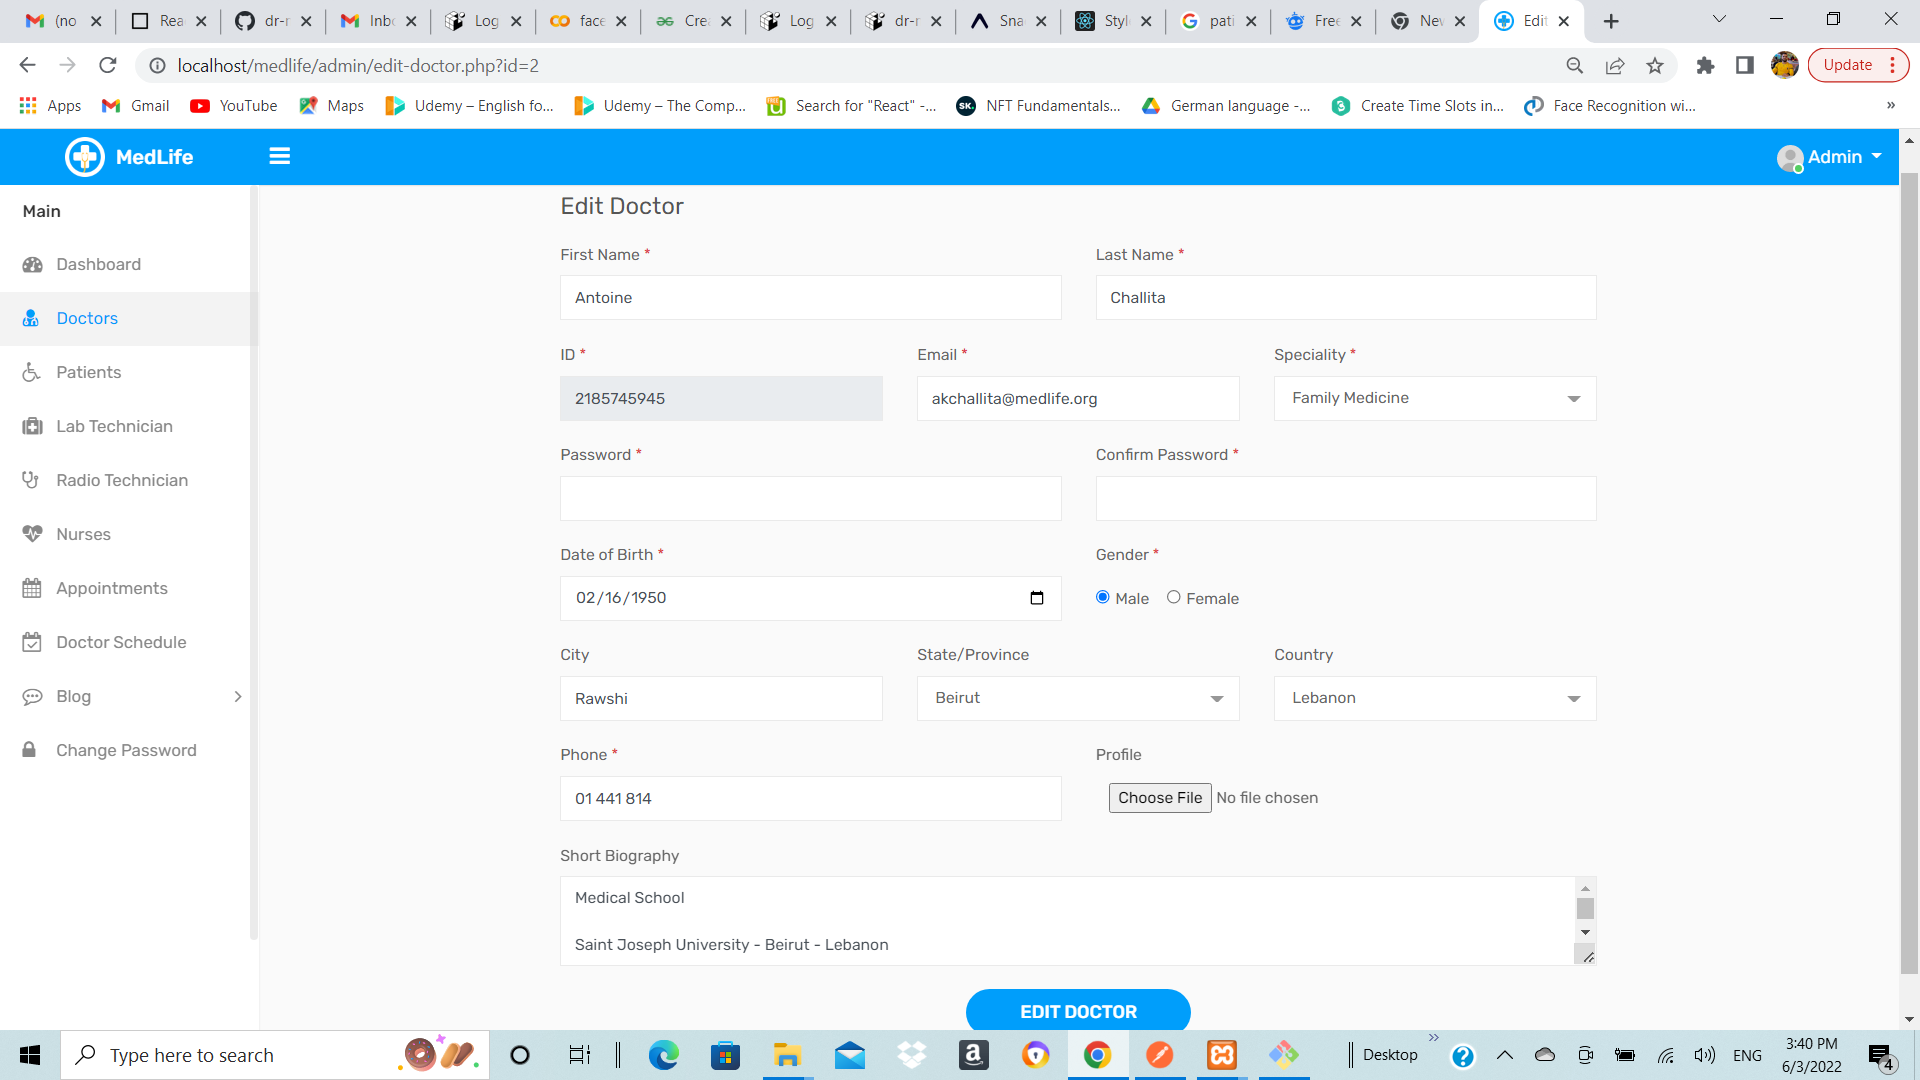 (no
Rea
dr-r
Inbo
Log
face
Crea
Log
dr-r
Sna
Styl
pati
Free
Nev
Edit
localhost/medlife/admin/edit-doctor.php?id=2
Update
Apps
Gmail
YouTube
Maps
Udemy – English fo...
Udemy – The Comp...
Search for "React" -...
SK.
NFT Fundamentals...
German language -...
Create Time Slots in...
Face Recognition wi...
»
MedLife
Admin
Main
Dashboard
Doctors
Patients
Lab Technician
Radio Technician
Nurses
Appointments
Doctor Schedule
Blog
Change Password
Edit Doctor
First Name *
Last Name *
Antoine
Challita
ID *
Email *
Speciality *
2185745945
akchallita@medlife.org
Family Medicine
Password *
Confirm Password *
Date of Birth *
Gender *
02/16/1950
Male
Female
City
State/Province
Country
Rawshi
Beirut
Lebanon
Phone *
Profile
01 441 814
Choose File No file chosen
Short Biography
Medical School
Saint Joseph University - Beirut - Lebanon
EDIT DOCTOR
Type here to search
Desktop
»
ENG
3:40 PM
6/3/2022
4